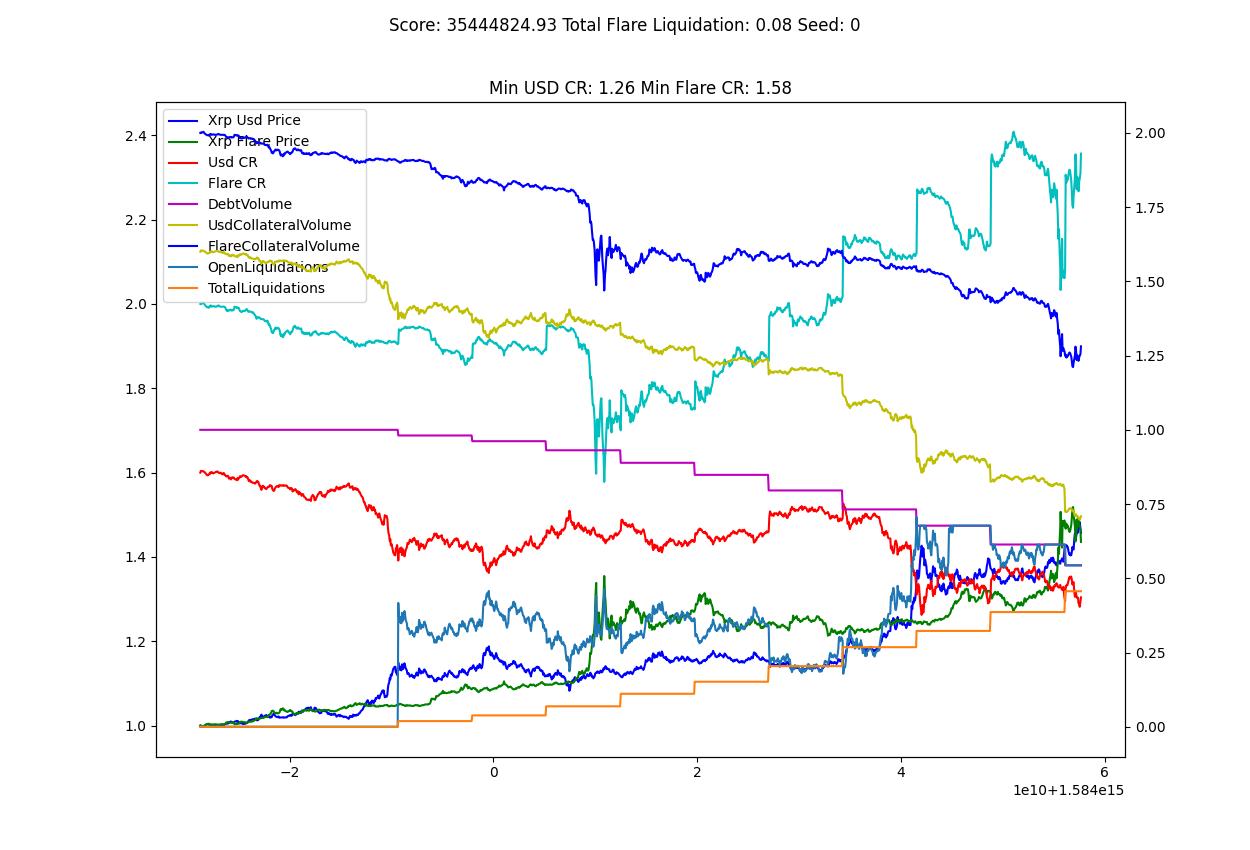 Score: 35444824.93 Total Flare Liquidation: 0.08 Seed: 0
Min USD CR: 1.26 Min Flare CR: 1.58
Xrp Usd Price
Xrp Flare Price
Usd CR
Flare CR
DebtVolume
UsdCollateralVolume
FlareCollateralVolume
OpenLiquidations
TotalLiquidations
2.4
2.2
2.0
1.8
1.6
1.4
1.2
1.0
2.00
1.75
1.50
1.25
1.00
0.75
0.50
0.25
0.00
−2
0
2
4
6
1e10+1.584e15